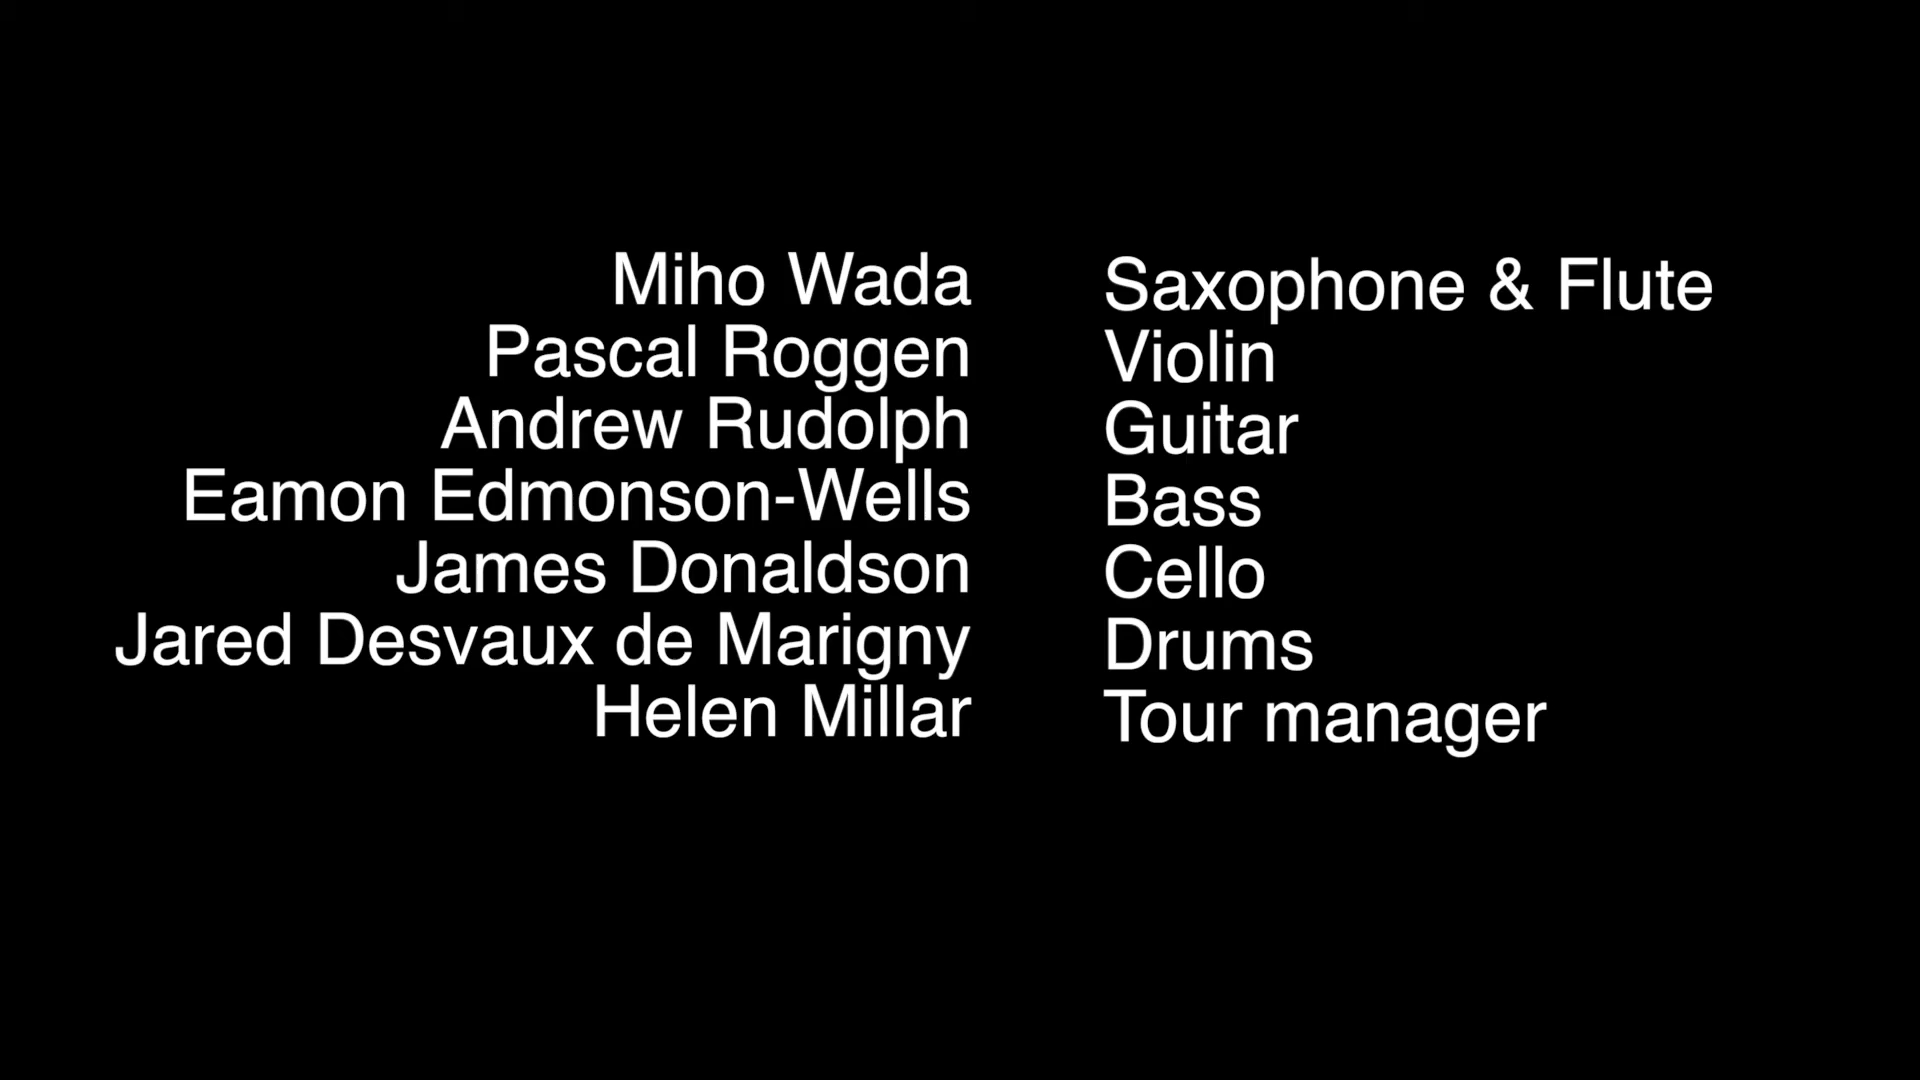 Miho Wada Saxophone & Flute
Pascal Roggen Violin
Andrew Rudolph Guitar
Eamon Edmonson-Wells Bass
James Donaldson Cello
Jared Desvaux de Marigny Drums
Helen Millar Tour manager